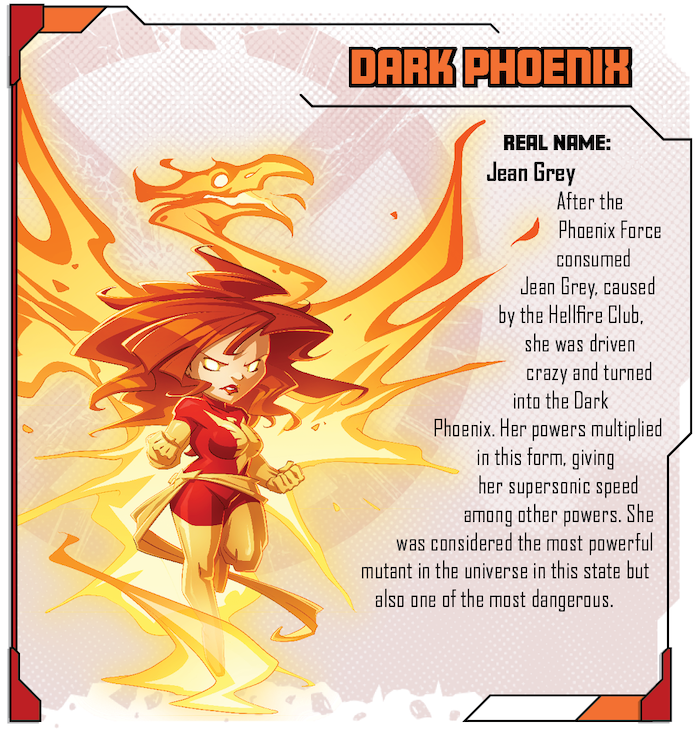 DARK PHOENIX
REAL NAME:
Jean Grey
After the
Phoenix Force
consumed
Jean Grey, caused
by the Hellfire Club,
she was driven
crazy and turned
into the Dark
Phoenix. Her powers multiplied
in this form, giving
her supersonic speed
among other powers. She
was considered the most powerful
mutant in the universe in this state but
also one of the most dangerous.